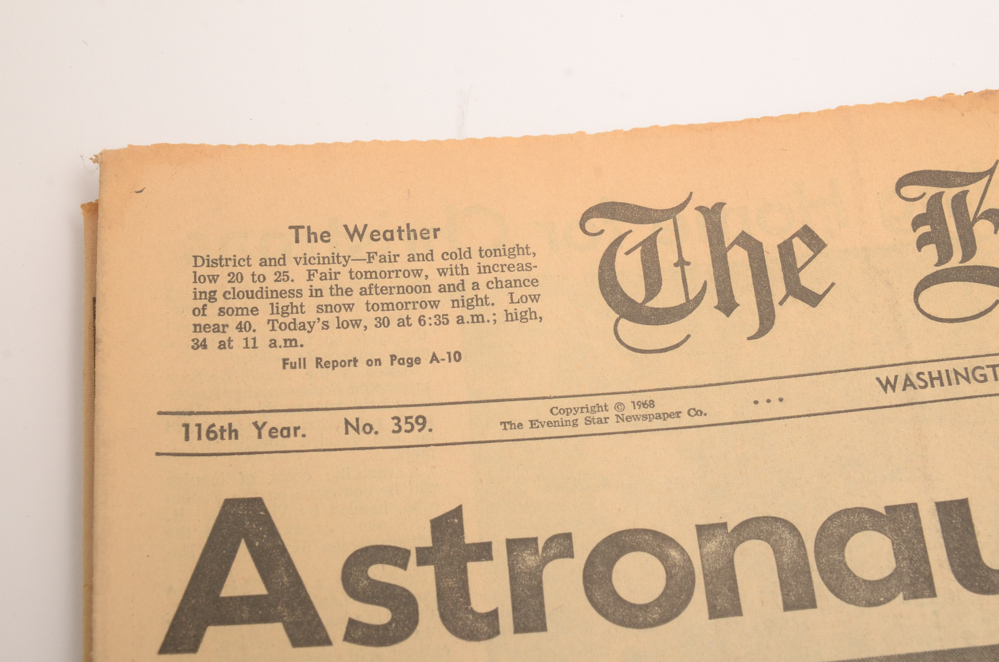 The Weather
District and vicinity—Fair and cold tonight,
low 20 to 25. Fair tomorrow, with increas-
ing cloudiness in the afternoon and a chance
of some light snow tomorrow night. Low
near 40. Today's low, 30 at 6:35 a.m.; high,
34 at 11 a.m.
Full Report on Page A-10
The
116th Year. No. 359.
Copyright © 1968
The Evening Star Newspaper Co.
• • •
WASHINGT
Astronau